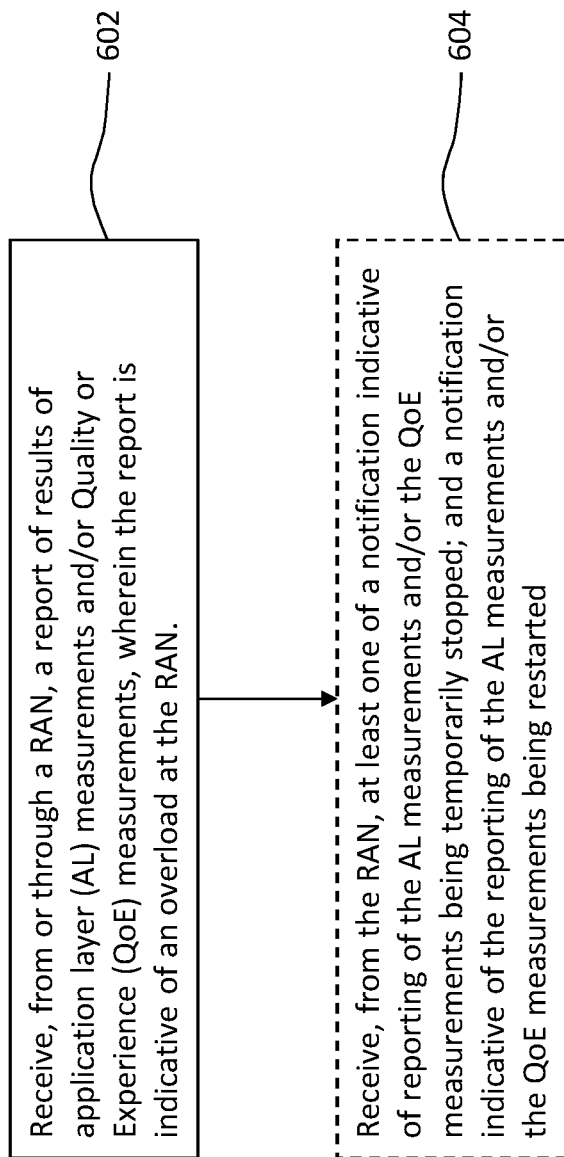 Receive, from or through a RAN, a report of results of
application layer (AL) measurements and/or Quality or
Experience (QoE) measurements, wherein the report is
indicative of an overload at the RAN.
602
Receive, from the RAN, at least one of a notification indicative
of reporting of the AL measurements and/or the QoE
measurements being temporarily stopped; and a notification
indicative of the reporting of the AL measurements and/or
the QoE measurements being restarted
604